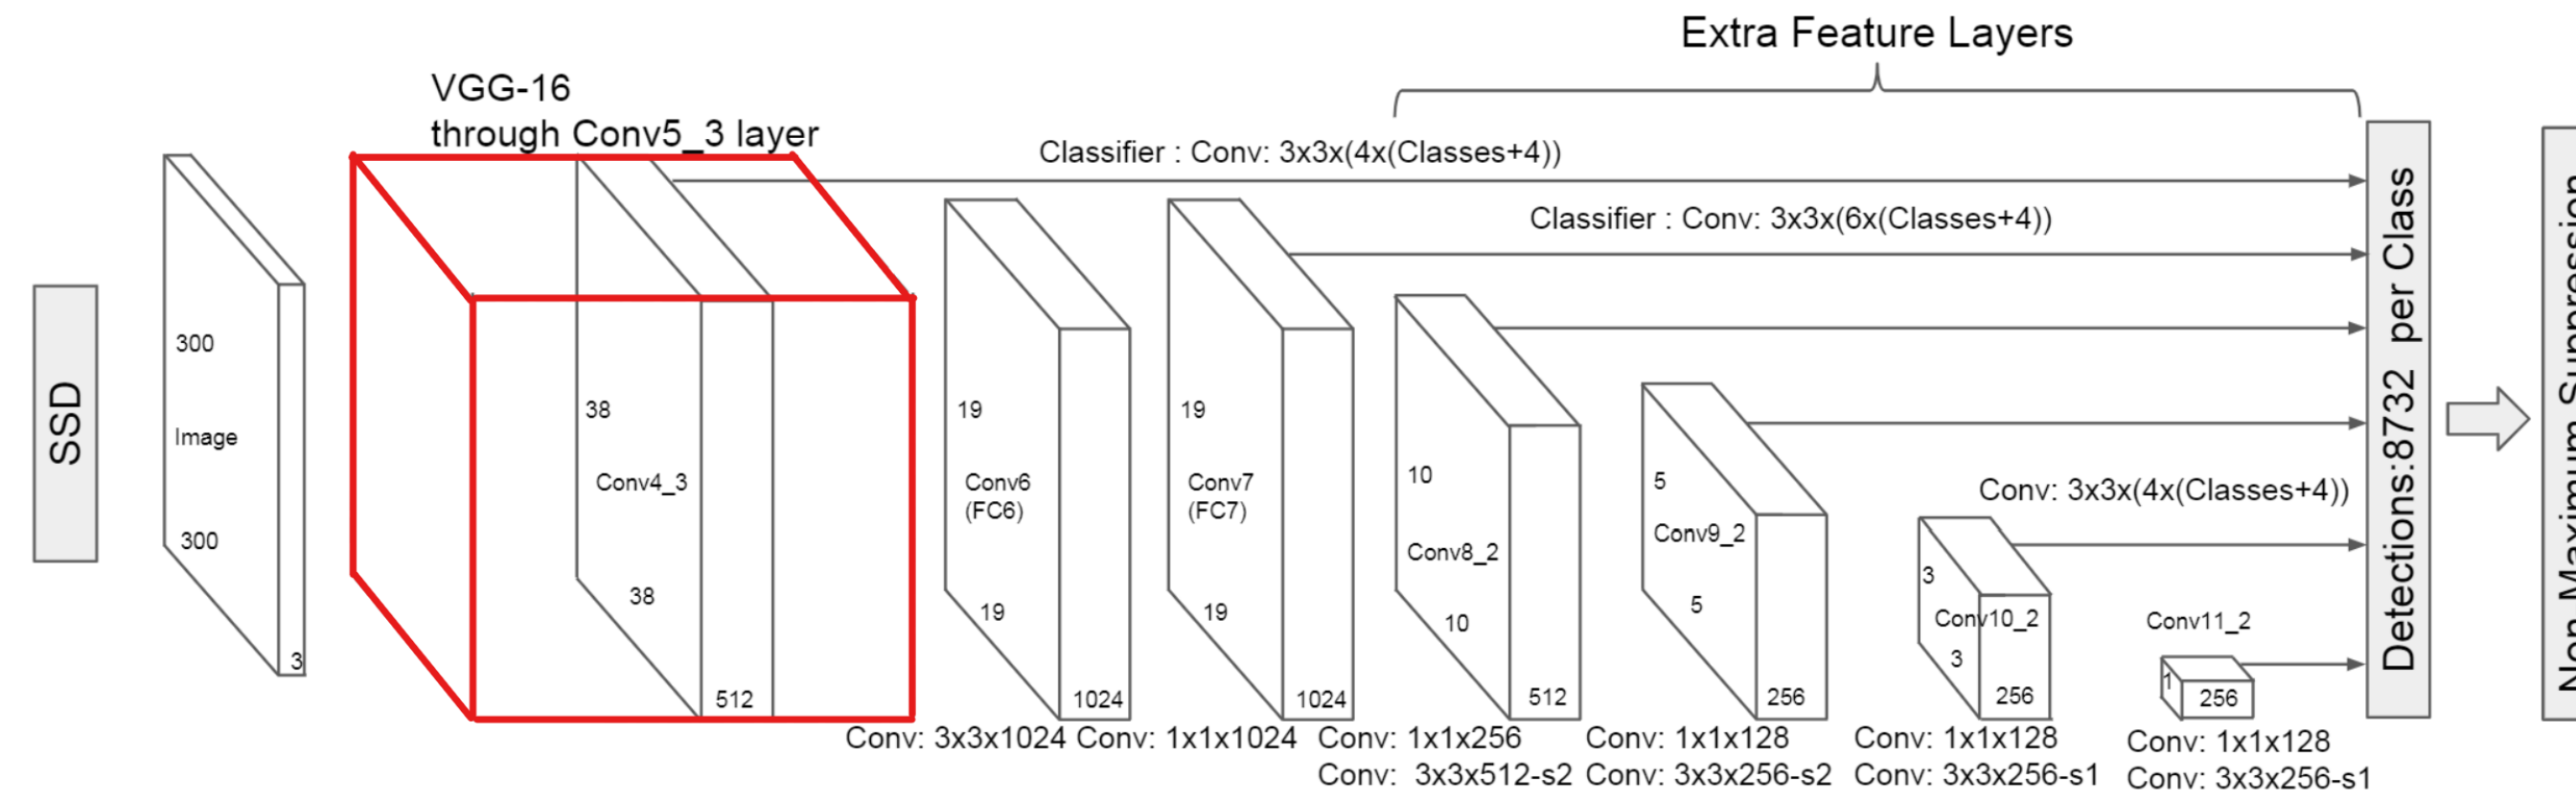 Extra Feature Layers
VGG-16
through Conv5_3 layer
Classifier : Conv: 3x3x(4x(Classes+4))
Classifier : Conv: 3x3x(6x(Classes+4))
SSD
300
Image
300
3
38
Conv4_3
38
512
19
Conv6
(FC6)
19
1024
19
Conv7
(FC7)
19
1024
10
Conv8_2
10
512
5
Conv9_2
5
256
Conv: 3x3x(4x(Classes+4))
3
Conv10_2
3
256
Conv11_2
1
256
Conv: 3x3x1024
Conv: 1x1x1024
Conv: 1x1x256
Conv: 3x3x512-s2
Conv: 1x1x128
Conv: 3x3x256-s2
Conv: 1x1x128
Conv: 3x3x256-s1
Conv: 1x1x128
Conv: 3x3x256-s1
Detections:8732 per Class
Non-Maximum Suppression